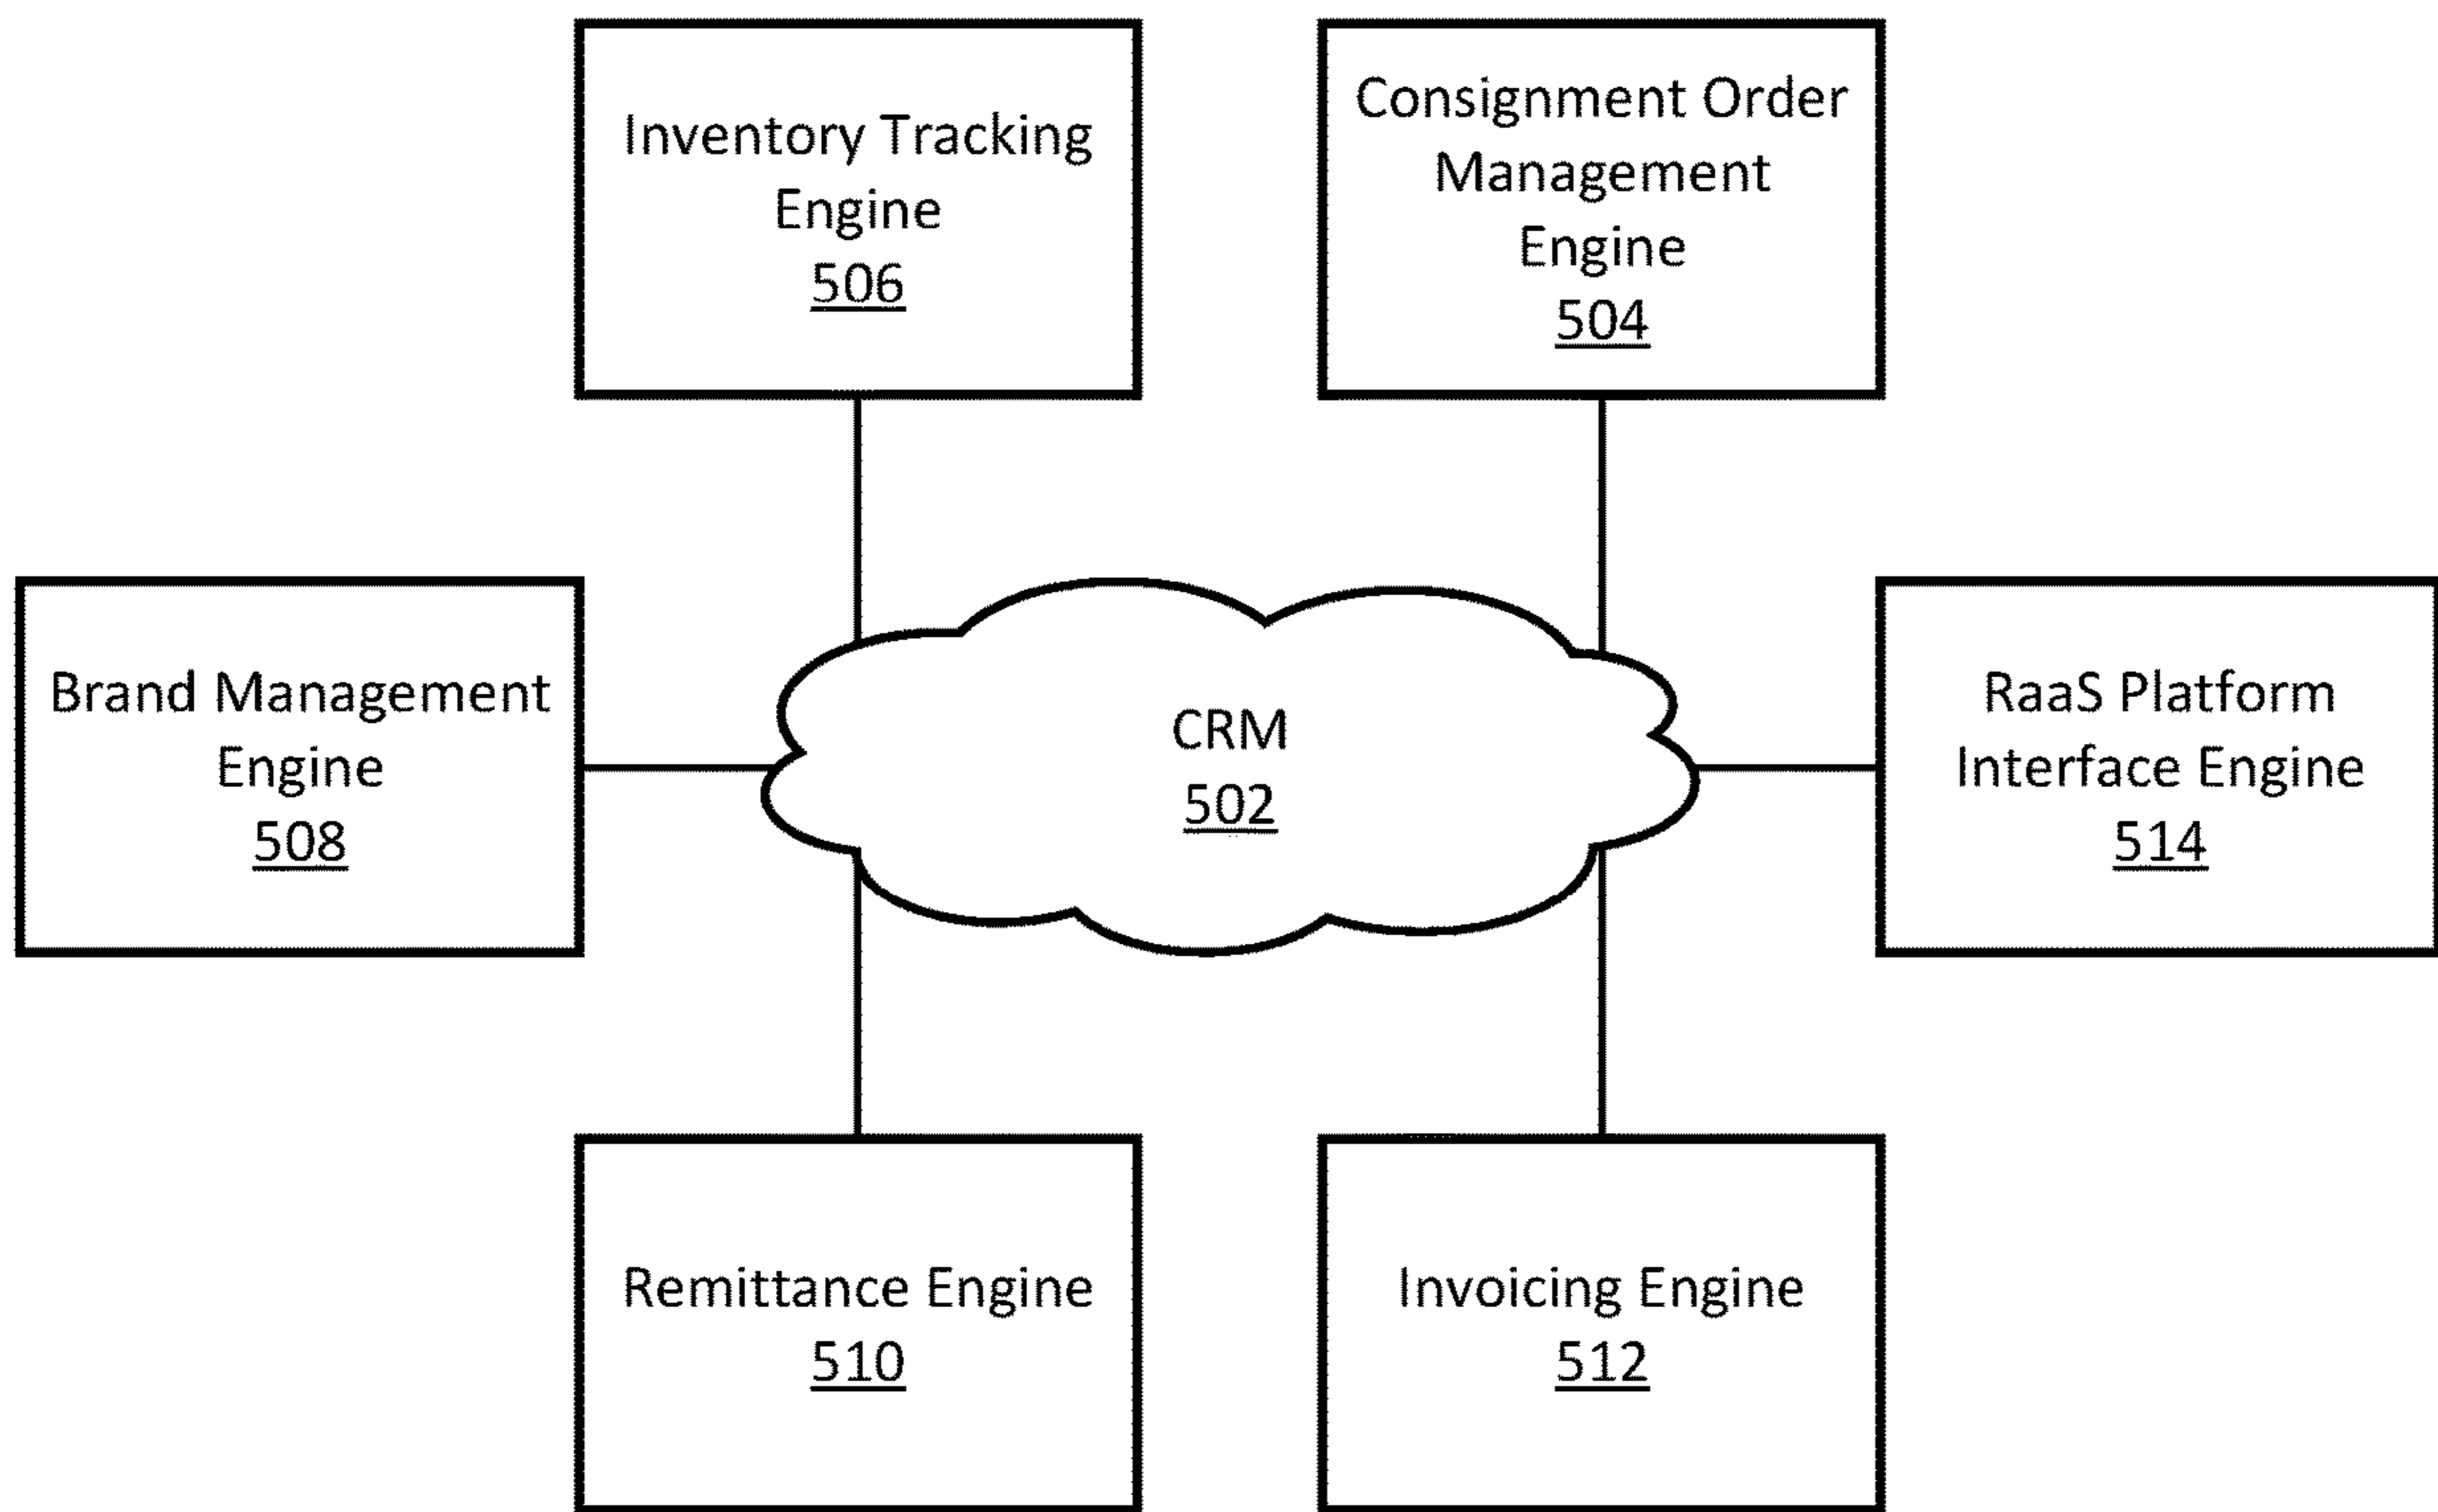 Inventory Tracking
Engine
506
Consignment Order
Management
Engine
504
Brand Management
Engine
508
CRM
502
RaaS Platform
Interface Engine
514
Remittance Engine
510
Invoicing Engine
512